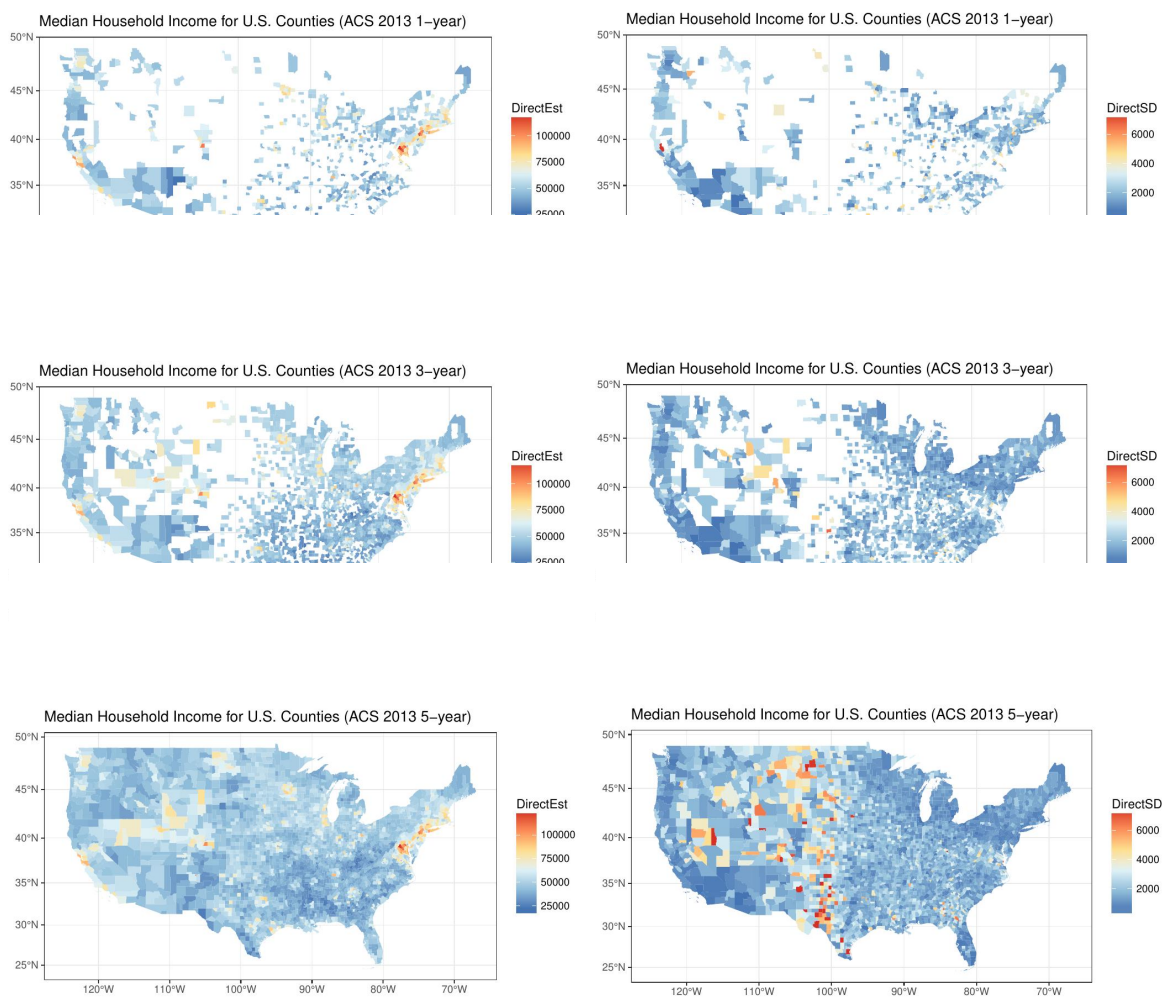 Median Household Income for U.S. Counties (ACS 2013 1−year)
50°N
45°N
40°N
35°N
DirectEst
100000
75000
50000
25000
Median Household Income for U.S. Counties (ACS 2013 1−year)
50°N
45°N
40°N
35°N
DirectSD
6000
4000
2000
Median Household Income for U.S. Counties (ACS 2013 3−year)
50°N
45°N
40°N
35°N
DirectEst
100000
75000
50000
25000
Median Household Income for U.S. Counties (ACS 2013 3−year)
50°N
45°N
40°N
35°N
DirectSD
6000
4000
2000
Median Household Income for U.S. Counties (ACS 2013 5−year)
50°N
45°N
40°N
35°N
30°N
25°N
120°W 110°W 100°W 90°W 80°W 70°W
DirectEst
100000
75000
50000
25000
Median Household Income for U.S. Counties (ACS 2013 5−year)
50°N
45°N
40°N
35°N
30°N
25°N
120°W 110°W 100°W 90°W 80°W 70°W
DirectSD
6000
4000
2000